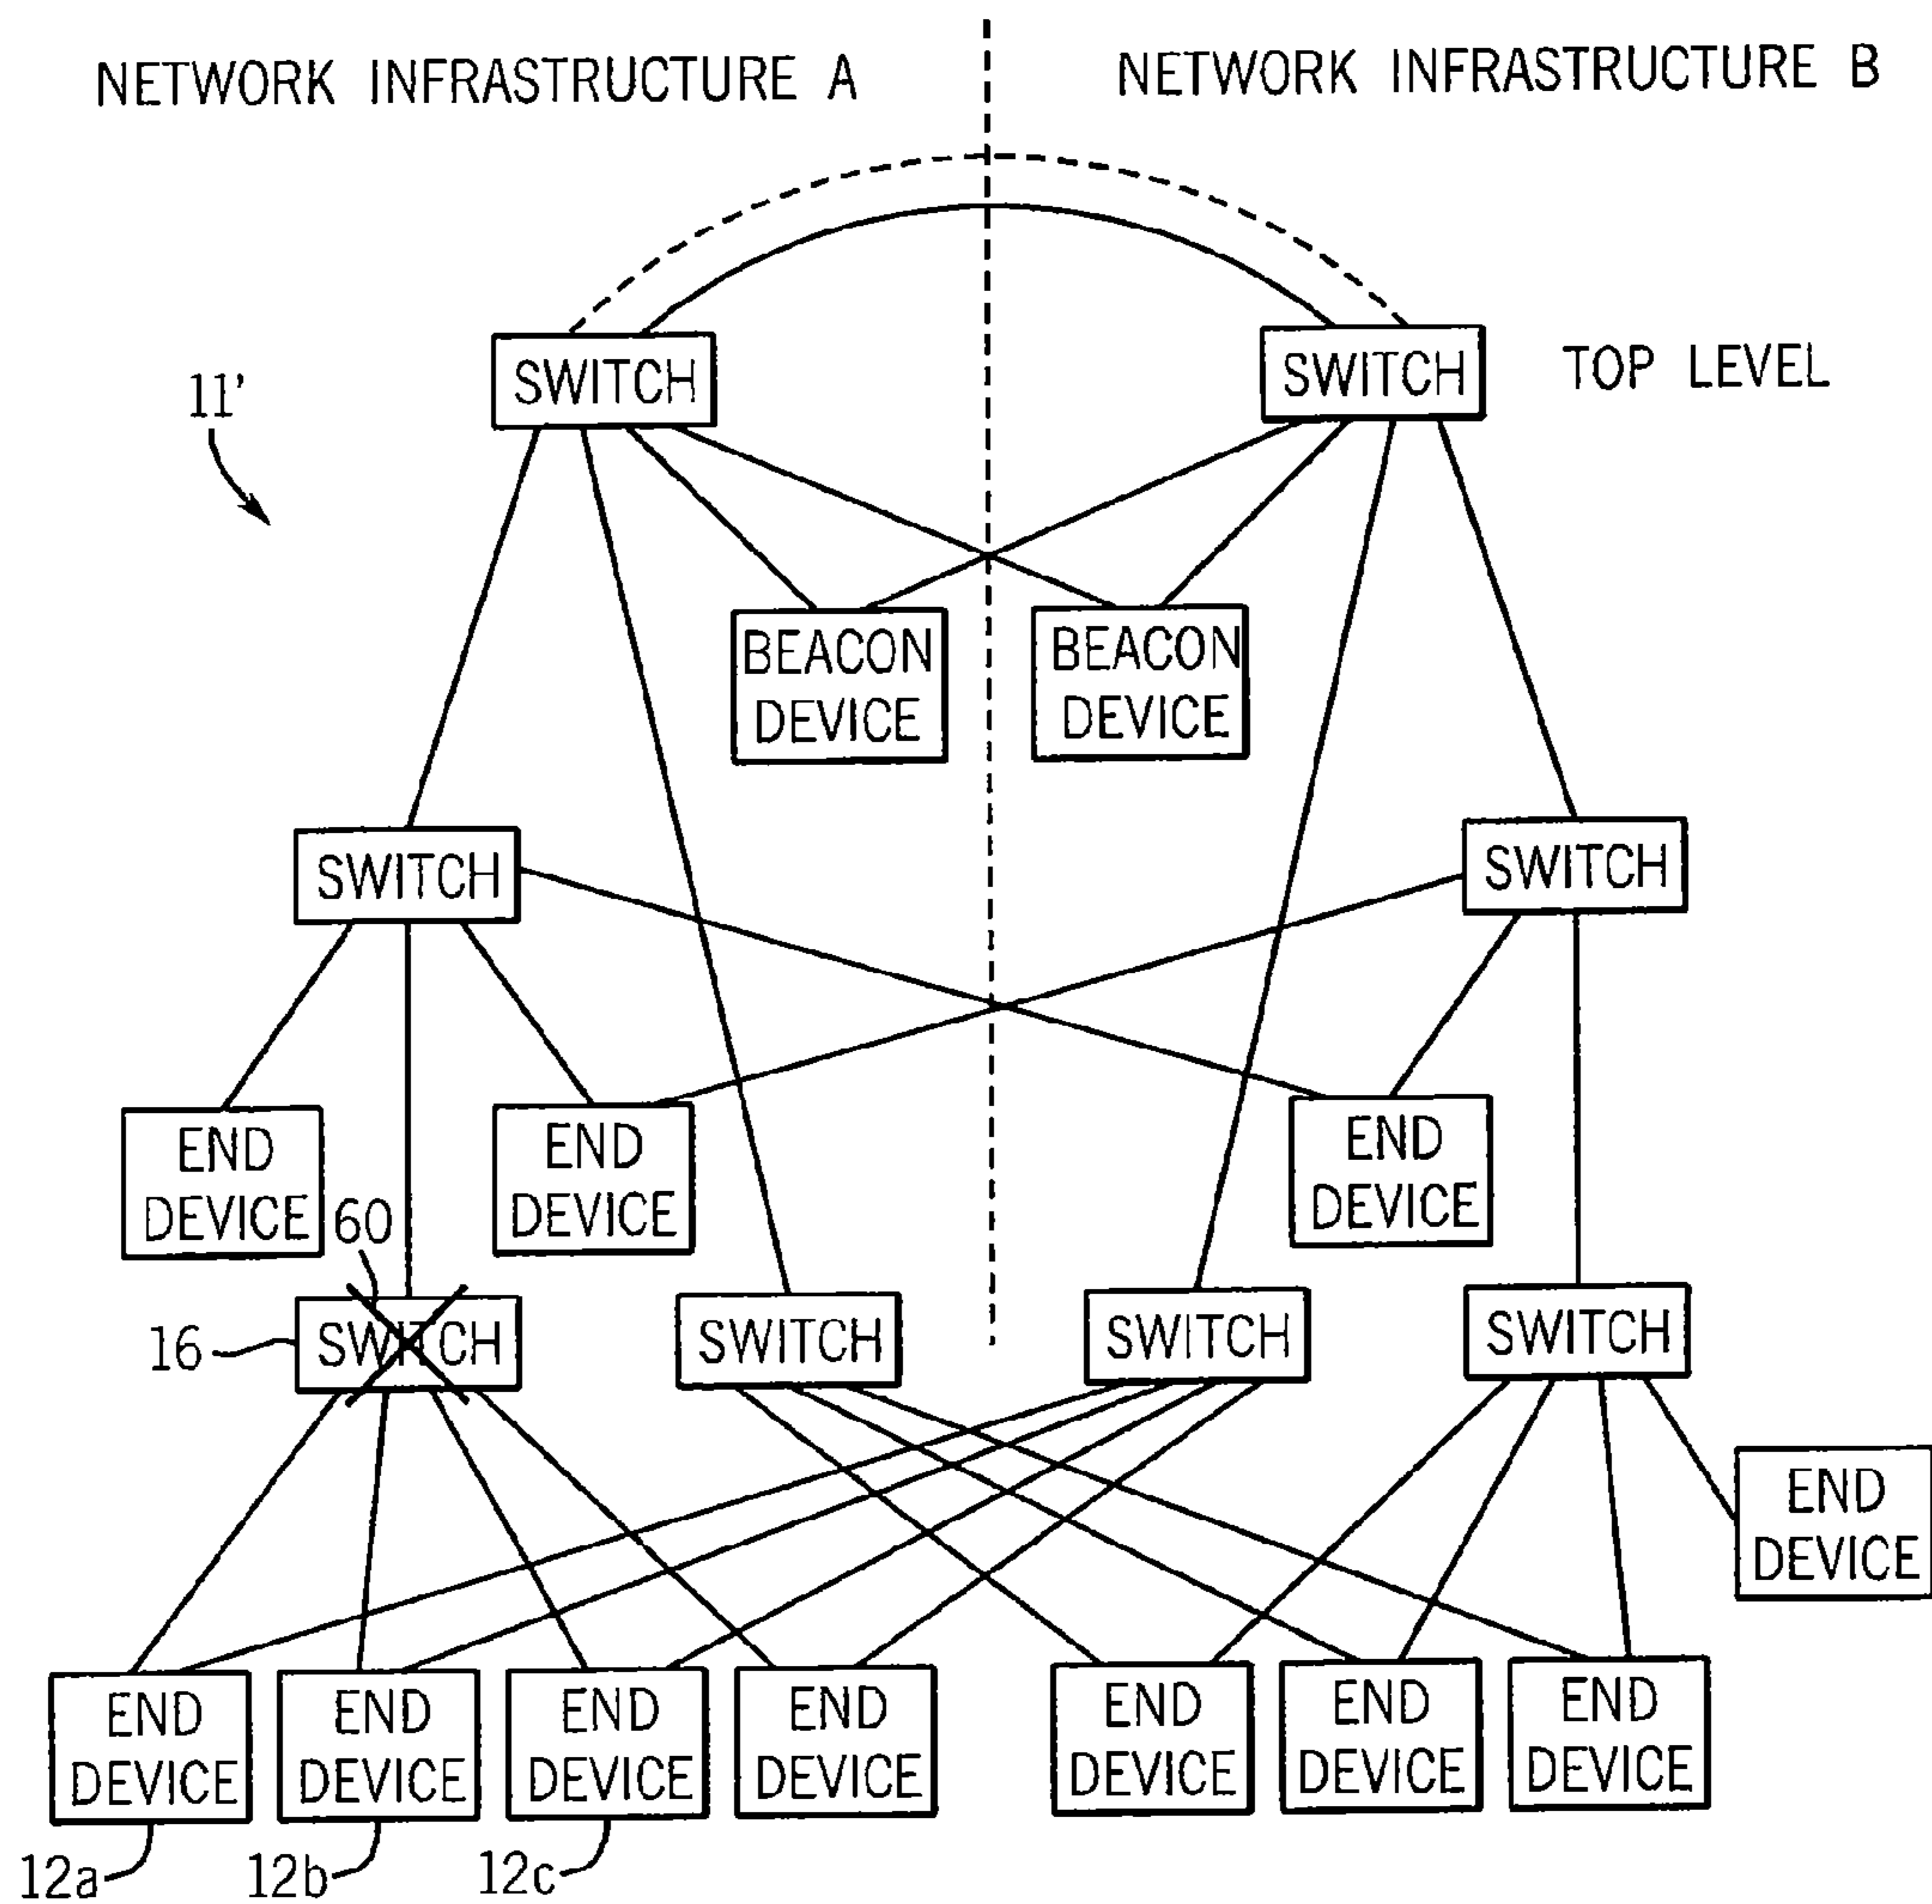 NETWORK INFRASTRUCTURE A
NETWORK INFRASTRUCTURE B
SWITCH
SWITCH
TOP LEVEL
11'
BEACON
DEVICE
BEACON
DEVICE
SWITCH
SWITCH
END
DEVICE
END
DEVICE
END
DEVICE
60
16
SWITCH
SWITCH
SWITCH
SWITCH
END
DEVICE
END
DEVICE
END
DEVICE
END
DEVICE
END
DEVICE
END
DEVICE
END
DEVICE
END
DEVICE
12a
12b
12c